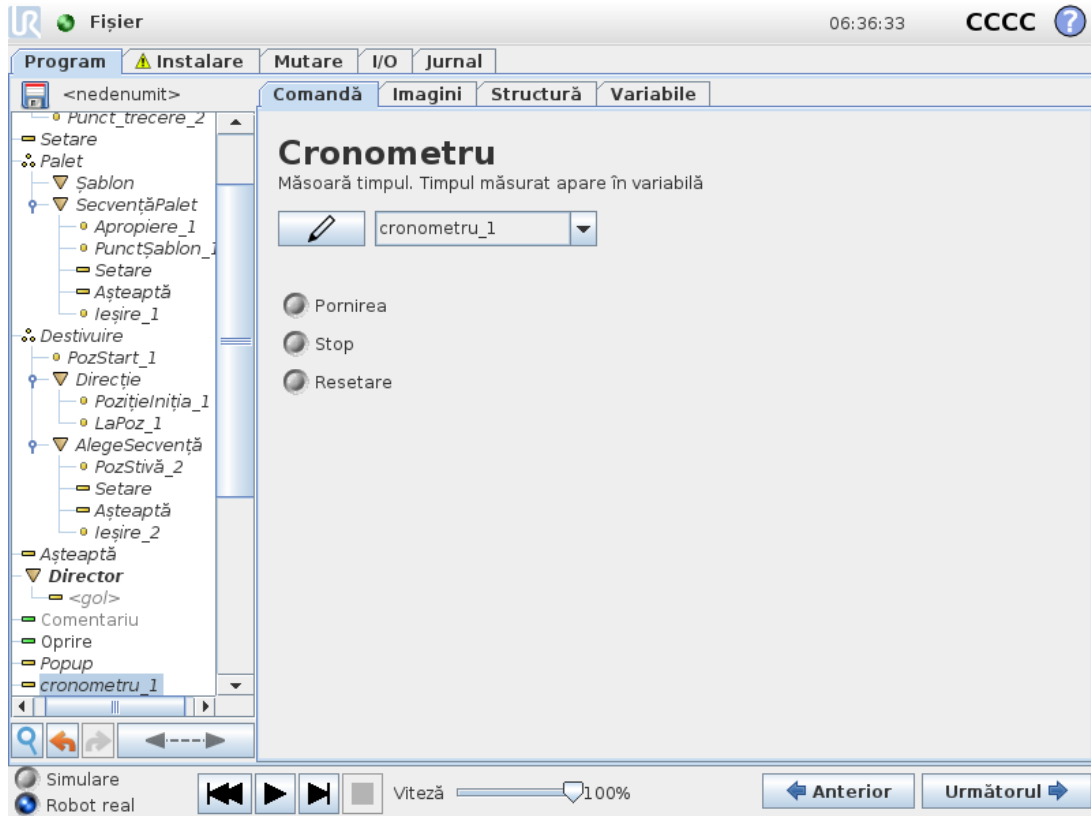 UR Fișier 06:36:33 CCCC ?
Program Instalare Mutare I/O Jurnal
<nedenumit>
Comandă Imagini Structură Variabile
Punct_trecere_2
Setare
Palet
Șablon
SecvențăPalet
Apropiere_1
PunctȘablon_1
Setare
Așteaptă
Ieșire_1
Destivuire
PozStart_1
Direcție
PozițieIniția_1
LaPoz_1
AlegeSecvență
PozStivă_2
Setare
Așteaptă
Ieșire_2
Așteaptă
Director
<gol>
Comentariu
Oprire
Popup
cronometru_1
Cronometru
Măsoară timpul. Timpul măsurat apare în variabilă
cronometru_1
Pornirea
Stop
Resetare
Simulare
Robot real
Viteză 100%
Anterior Următorul